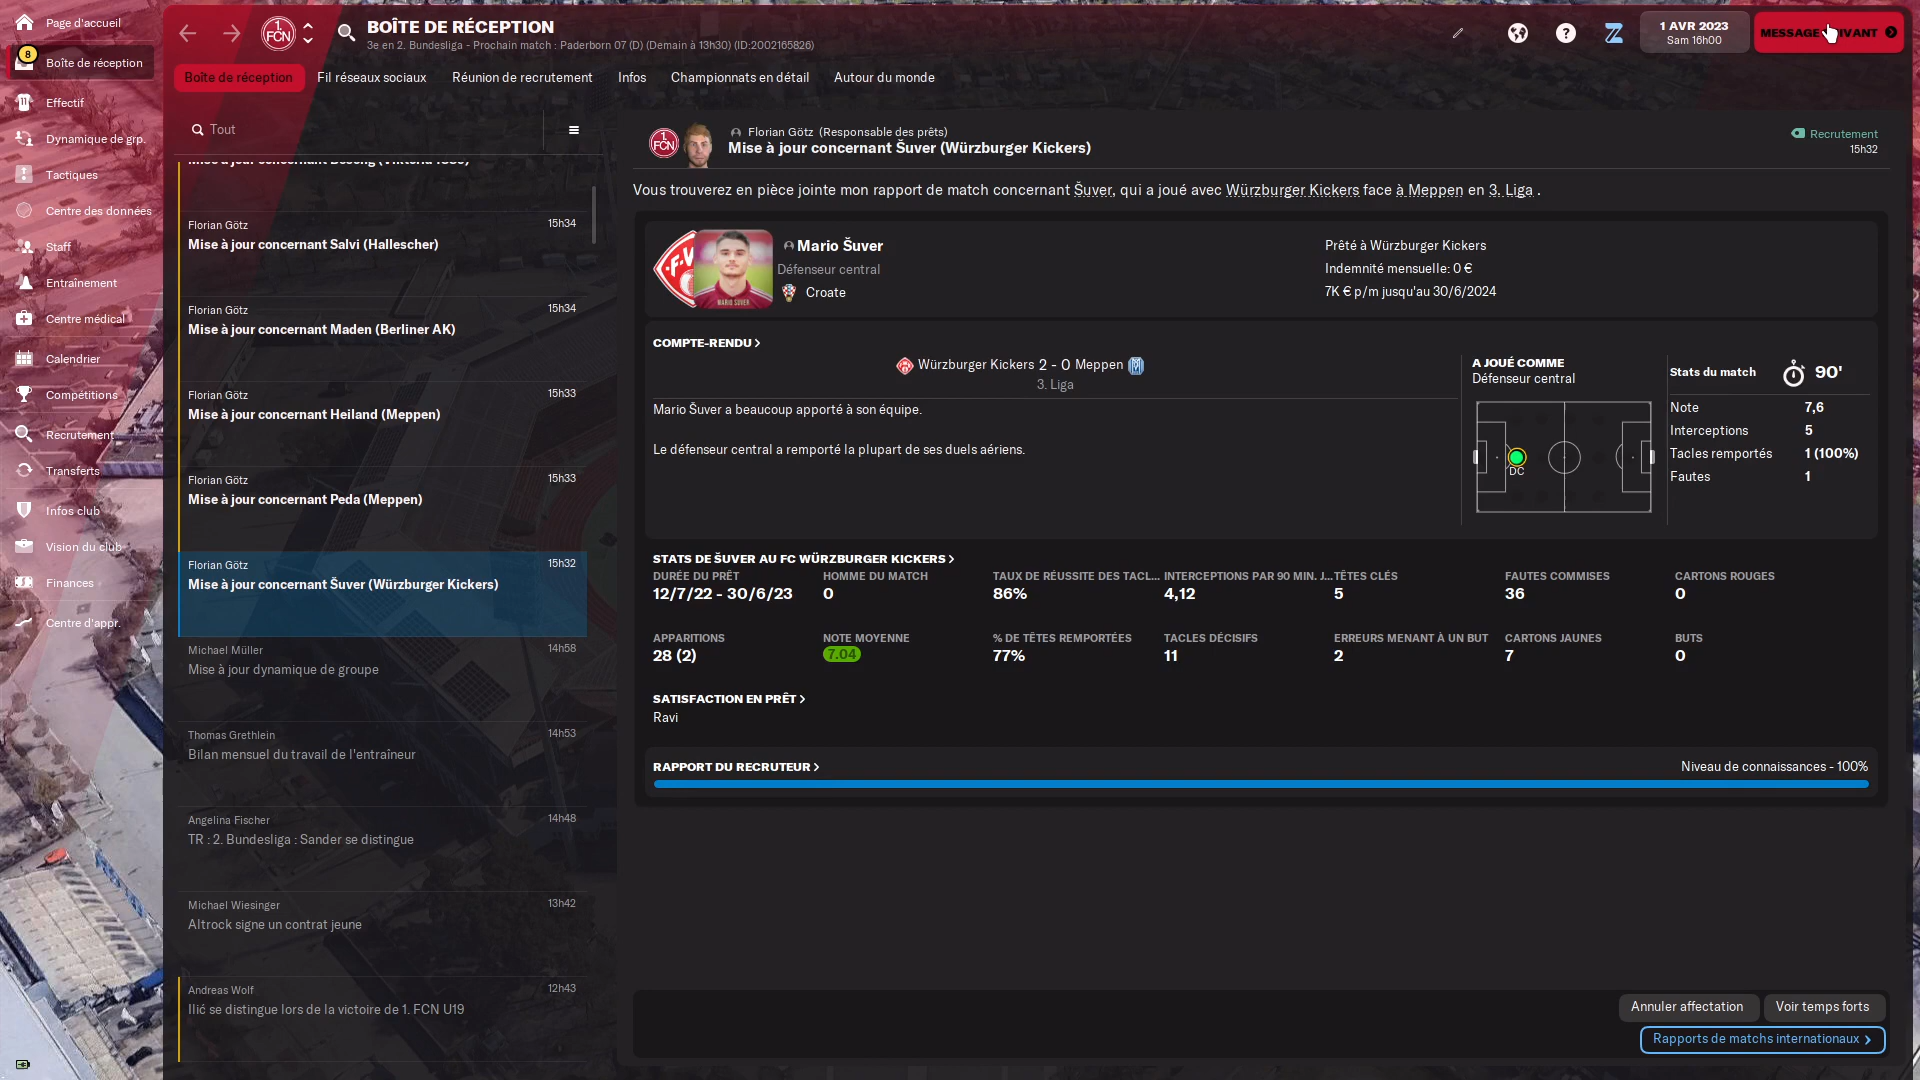 Page d'accueil
8
Boîte de réception
Effectif
Dynamique de grp.
Tactiques
Centre des données
Staff
Entraînement
Centre médical
Calendrier
Compétitions
Recrutement
Transferts
Infos club
Vision du club
Finances
Centre d'appr.
1. FCN
BOÎTE DE RÉCEPTION
3e en 2. Bundesliga - Prochain match : Paderborn 07 (D) (Demain à 13h30) (ID:2002165826)
1 AVR 2023
Sam 16h00
Boîte de réception
Fil réseaux sociaux
Réunion de recrutement
Infos
Championnats en détail
Autour du monde
Tout
Florian Götz 15h34
Mise à jour concernant Salvi (Hallescher)
Florian Götz 15h34
Mise à jour concernant Maden (Berliner AK)
Florian Götz 15h33
Mise à jour concernant Heiland (Meppen)
Florian Götz 15h33
Mise à jour concernant Peda (Meppen)
Florian Götz 15h32
Mise à jour concernant Šuver (Würzburger Kickers)
Michael Müller 14h58
Mise à jour dynamique de groupe
Thomas Grethlein 14h53
Bilan mensuel du travail de l'entraîneur
Angelina Fischer 14h48
TR : 2. Bundesliga : Sander se distingue
Michael Wiesinger 13h42
Altrock signe un contrat jeune
Andreas Wolf 12h43
Ilić se distingue lors de la victoire de 1. FCN U19
Florian Götz (Responsable des prêts)
Mise à jour concernant Šuver (Würzburger Kickers)
Recrutement
15h32
Vous trouverez en pièce jointe mon rapport de match concernant Šuver, qui a joué avec Würzburger Kickers face à Meppen en 3. Liga .
Mario Šuver
Défenseur central
Croate
MARIO ŠUVER
Prêté à Würzburger Kickers
Indemnité mensuelle: 0 €
7K € p/m jusqu'au 30/6/2024
COMPTE-RENDU >
Würzburger Kickers 2 - 0 Meppen
3. Liga
Mario Šuver a beaucoup apporté à son équipe.
Le défenseur central a remporté la plupart de ses duels aériens.
A JOUÉ COMME
Défenseur central
DC
Stats du match 90'
Note 7,6
Interceptions 5
Tacles remportés 1 (100%)
Fautes 1
STATS DE ŠUVER AU FC WÜRZBURGER KICKERS >
DURÉE DU PRÊT HOMME DU MATCH TAUX DE RÉUSSITE DES TACL... INTERCEPTIONS PAR 90 MIN. J... TÊTES CLÉS FAUTES COMMISES CARTONS ROUGES
12/7/22 - 30/6/23 0 86% 4,12 5 36 0
APPARITIONS NOTE MOYENNE % DE TÊTES REMPORTÉES TACLES DÉCISIFS ERREURS MENANT À UN BUT CARTONS JAUNES BUTS
28 (2) 7.04 77% 11 2 7 0
SATISFACTION EN PRÊT >
Ravi
RAPPORT DU RECRUTEUR >
Niveau de connaissances - 100%
Annuler affectation
Voir temps forts
Rapports de matchs internationaux >